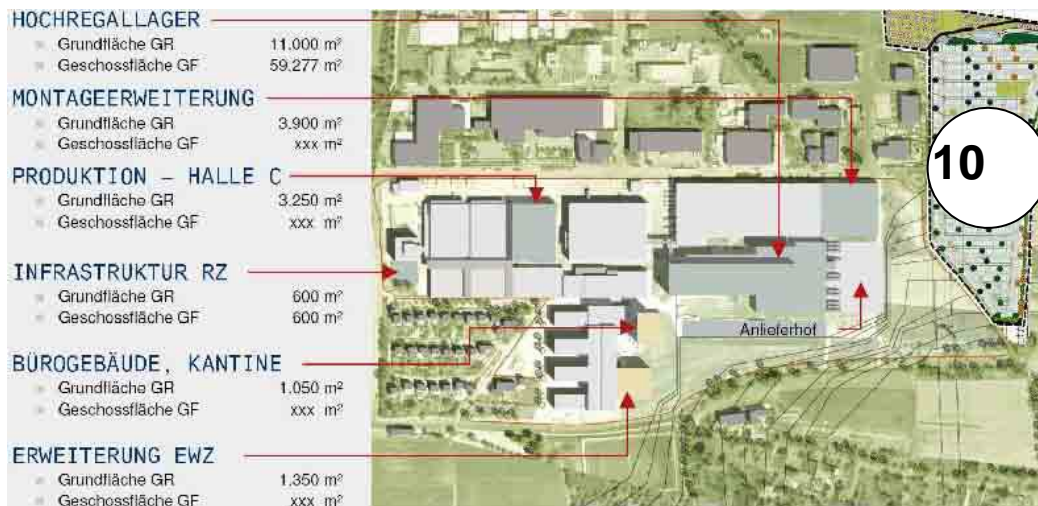 HOCHREGALLAGER
Grundfläche GR 11.000 m²
Geschossfläche GF 59.277 m²
MONTAGEERWEITERUNG
Grundfläche GR 3.900 m²
Geschossfläche GF xxx m²
PRODUKTION – HALLE C
Grundfläche GR 3.250 m²
Geschossfläche GF xxx m²
INFRASTRUKTUR RZ
Grundfläche GR 600 m²
Geschossfläche GF 600 m²
BÜROGEBÄUDE, KANTINE
Grundfläche GR 1.050 m²
Geschossfläche GF xxx m²
ERWEITERUNG EWZ
Grundfläche GR 1.350 m²
Geschossfläche GF xxx m²
10
Anlieferhof